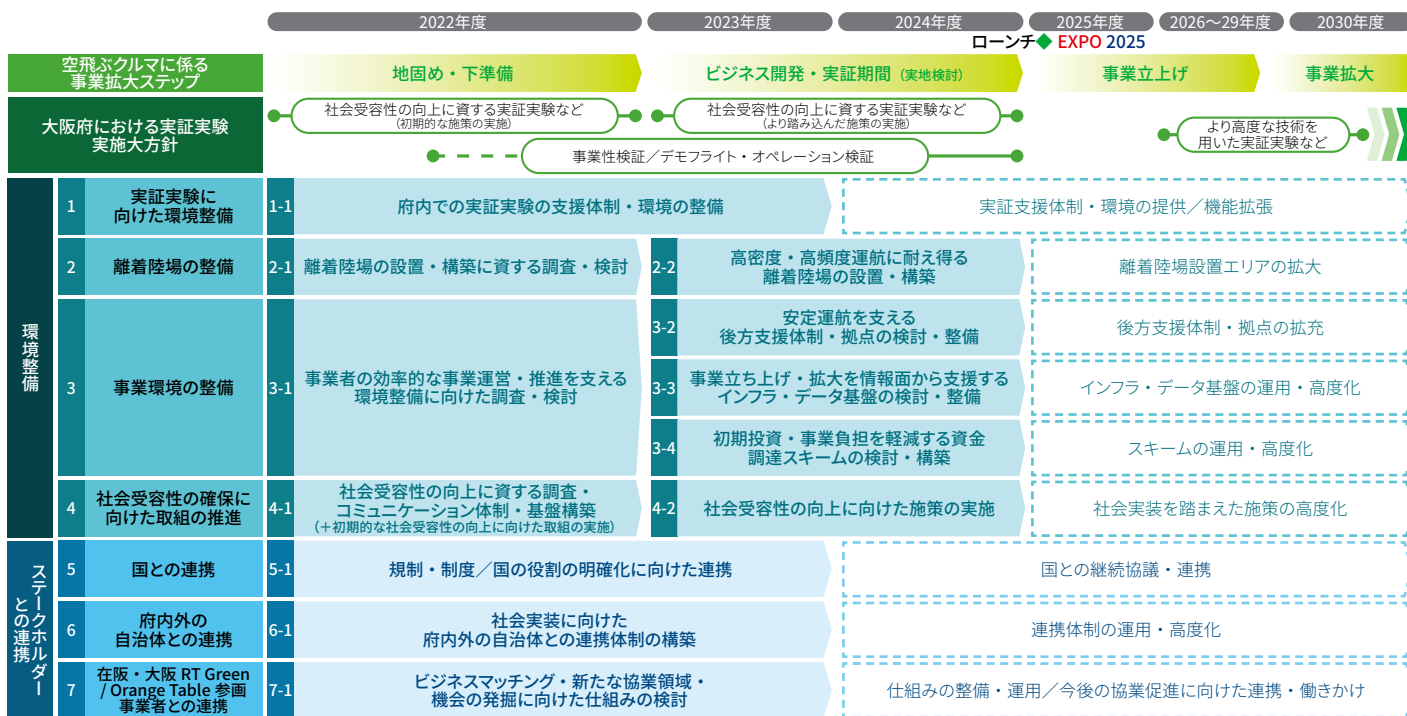 2022年度
2023年度
2024年度
2025年度
2026〜29年度
2030年度
ローンチ◆ EXPO 2025
空飛ぶクルマに係る
事業拡大ステップ
地固め・下準備
ビジネス開発・実証期間（実地検討）
事業立上げ
事業拡大
大阪府における実証実験
実施大方針
社会受容性の向上に資する実証実験など
（初期的な施策の実施）
社会受容性の向上に資する実証実験など
（より踏み込んだ施策の実施）
より高度な技術を
用いた実証実験など
事業性検証／デモフライト・オペレーション検証
環境整備
1
実証実験に
向けた環境整備
1-1
府内での実証実験の支援体制・環境の整備
実証支援体制・環境の提供／機能拡張
2
離着陸場の整備
2-1
離着陸場の設置・構築に資する調査・検討
2-2
高密度・高頻度運航に耐え得る
離着陸場の設置・構築
離着陸場設置エリアの拡大
3
事業環境の整備
3-1
事業者の効率的な事業運営・推進を支える
環境整備に向けた調査・検討
3-2
安定運航を支える
後方支援体制・拠点の検討・整備
後方支援体制・拠点の拡充
3-3
事業立ち上げ・拡大を情報面から支援する
インフラ・データ基盤の検討・整備
インフラ・データ基盤の運用・高度化
3-4
初期投資・事業負担を軽減する資金
調達スキームの検討・構築
スキームの運用・高度化
4
社会受容性の確保に
向けた取組の推進
4-1
社会受容性の向上に資する調査・
コミュニケーション体制・基盤構築
（＋初期的な社会受容性の向上に向けた取組の実施）
4-2
社会受容性の向上に向けた施策の実施
社会実装を踏まえた施策の高度化
ステークホルダー
との連携
5
国との連携
5-1
規制・制度／国の役割の明確化に向けた連携
国との継続協議・連携
6
府内外の
自治体との連携
6-1
社会実装に向けた
府内外の自治体との連携体制の構築
連携体制の運用・高度化
7
在阪・大阪 RT Green
/ Orange Table 参画
事業者との連携
7-1
ビジネスマッチング・新たな協業領域・
機会の発掘に向けた仕組みの検討
仕組みの整備・運用／今後の協業促進に向けた連携・働きかけ